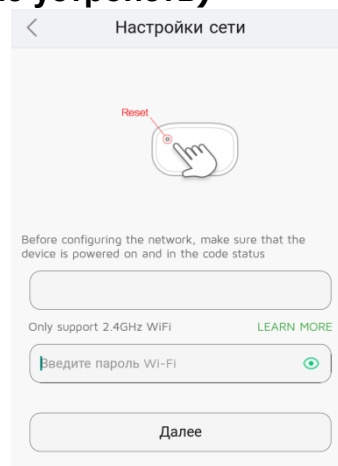 устройств)
Настройки сети
Reset
Before configuring the network, make sure that the
device is powered on and in the code status
Only support 2.4GHz WiFi LEARN MORE
Введите пароль Wi-Fi
Далее